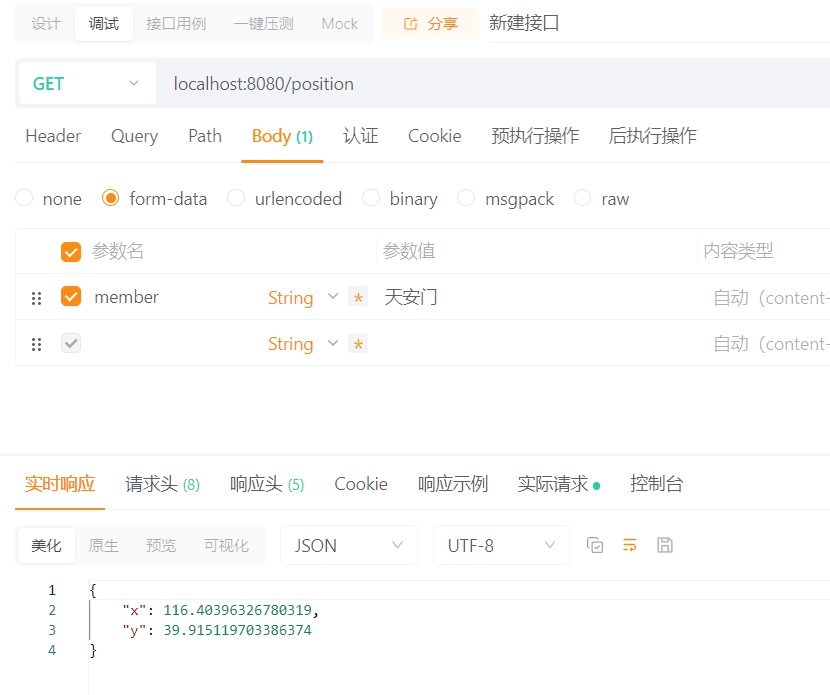 设计 调试 接口用例 一键压测 Mock 分享 新建接口
GET localhost:8080/position
Header Query Path Body (1) 认证 Cookie 预执行操作 后执行操作
none form-data urlencoded binary msgpack raw
参数名 参数值 内容类型
member String * 天安门 自动（content-
String * 自动（content-
实时响应 请求头 (8) 响应头 (5) Cookie 响应示例 实际请求 控制台
美化 原生 预览 可视化 JSON UTF-8
1 {
2 "x": 116.40396326780319,
3 "y": 39.915119703386374
4 }